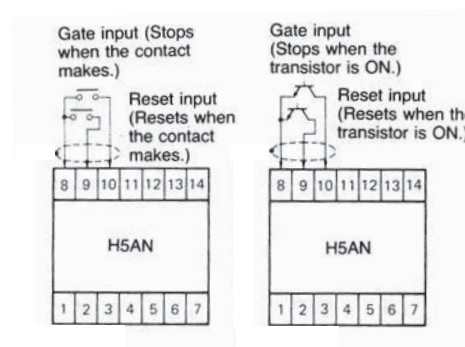 Gate input (Stops
when the contact
makes.)
Reset input
(Resets when
the contact
makes.)
8 9 10 11 12 13 14
H5AN
1 2 3 4 5 6 7
Gate input
(Stops when the
transistor is ON.)
Reset input
(Resets when the
transistor is ON.)
8 9 10 11 12 13 14
H5AN
1 2 3 4 5 6 7